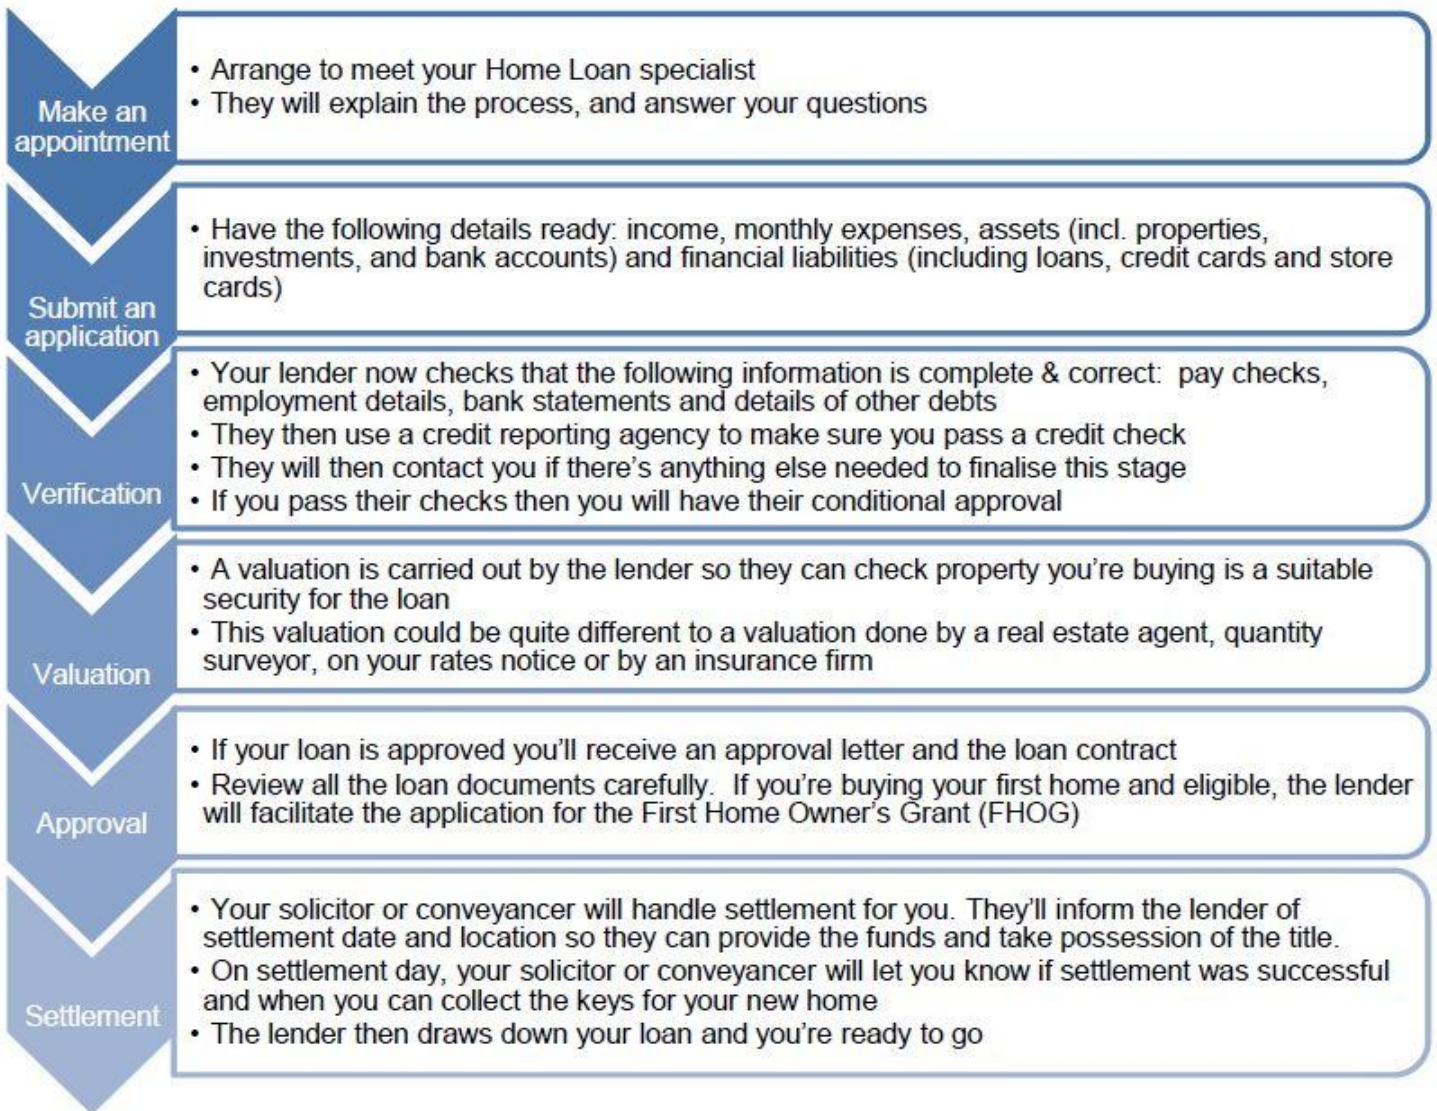 Make an
appointment
• Arrange to meet your Home Loan specialist
• They will explain the process, and answer your questions
Submit an
application
• Have the following details ready: income, monthly expenses, assets (incl. properties,
investments, and bank accounts) and financial liabilities (including loans, credit cards and store
cards)
Verification
• Your lender now checks that the following information is complete & correct:  pay checks,
employment details, bank statements and details of other debts
• They then use a credit reporting agency to make sure you pass a credit check
• They will then contact you if there's anything else needed to finalise this stage
• If you pass their checks then you will have their conditional approval
Valuation
• A valuation is carried out by the lender so they can check property you're buying is a suitable
security for the loan
• This valuation could be quite different to a valuation done by a real estate agent, quantity
surveyor, on your rates notice or by an insurance firm
Approval
• If your loan is approved you'll receive an approval letter and the loan contract
• Review all the loan documents carefully.  If you're buying your first home and eligible, the lender
will facilitate the application for the First Home Owner's Grant (FHOG)
Settlement
• Your solicitor or conveyancer will handle settlement for you. They'll inform the lender of
settlement date and location so they can provide the funds and take possession of the title.
• On settlement day, your solicitor or conveyancer will let you know if settlement was successful
and when you can collect the keys for your new home
• The lender then draws down your loan and you're ready to go